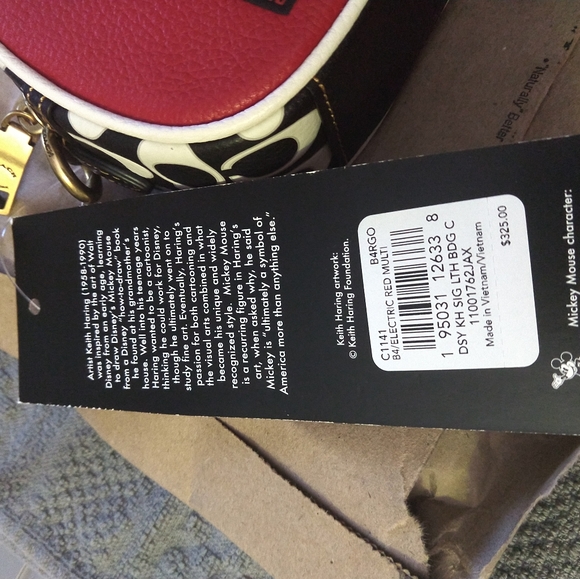 "Naturally Better
Artist Keith Haring (1958-1990)
was inspired by the art of Walt
Disney from an early age, learning
to draw Disney's Mickey Mouse
from a Disney "how-to-draw" book
he found at his grandmother's
house. Well into his teenage years
Haring wanted to be a cartoonist,
thinking he could work for Disney,
though he ultimately went on to
study fine art. Eventually, Haring's
passion for both cartooning and
the visual arts combined in what
became his unique and widely
recognized style. Mickey Mouse
is a recurring figure in Haring's
art, when asked why, he said
Mickey is "ultimately a symbol of
America more than anything else."
Keith Haring artwork:
© Keith Haring Foundation.
C1141 B4RGO
B4/ELECTRIC RED MULTI
1 95031 12633 8
DSY KH SIG LTH BDG C
11001762JAX
Made in Vietnam/Vietnam
$325.00
Mickey Mouse character: